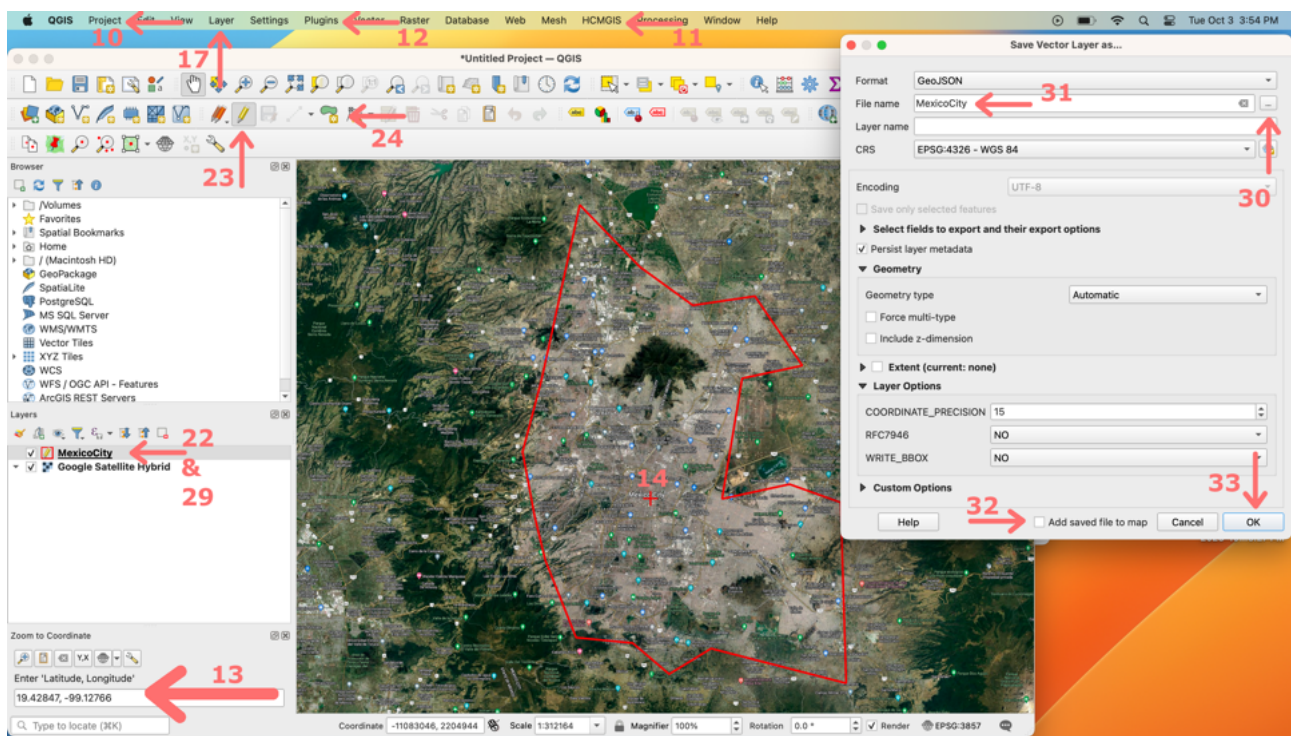 QGIS Project Edit View Layer Settings Plugins Vector Raster Database Web Mesh HCMGIS Processing Window Help Tue Oct 3 3:54 PM
10
17
12
11
*Untitled Project — QGIS
23
24
Browser
/Volumes
Favorites
Spatial Bookmarks
Home
/ (Macintosh HD)
GeoPackage
SpatiaLite
PostgreSQL
MS SQL Server
WMS/WMTS
Vector Tiles
XYZ Tiles
WCS
WFS / OGC API - Features
ArcGIS REST Servers
Layers
MexicoCity
Google Satellite Hybrid
22
&
29
14
Zoom to Coordinate
Y,X
Enter 'Latitude, Longitude'
19.42847, -99.12766
13
Type to locate (⌘K)
Coordinate -11083046, 2204944 Scale 1:312164 Magnifier 100% Rotation 0.0 ° Render EPSG:3857
Save Vector Layer as...
Format GeoJSON
File name MexicoCity
31
Layer name
CRS EPSG:4326 - WGS 84
30
Encoding UTF-8
Save only selected features
Select fields to export and their export options
Persist layer metadata
Geometry
Geometry type Automatic
Force multi-type
Include z-dimension
Extent (current: none)
Layer Options
COORDINATE_PRECISION 15
RFC7946 NO
WRITE_BBOX NO
Custom Options
33
32
Help Add saved file to map Cancel OK